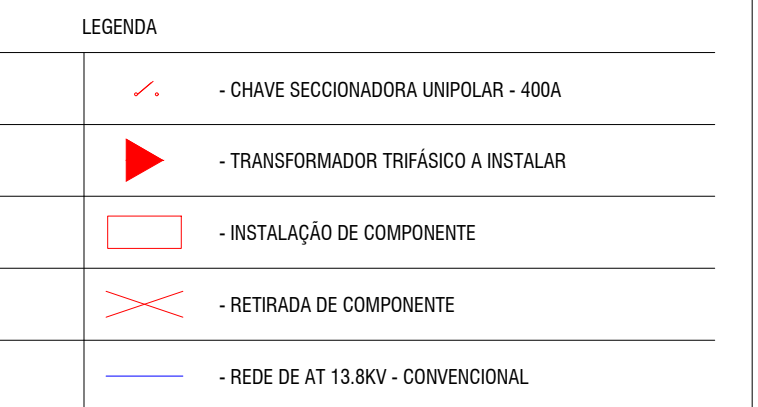 LEGENDA
- CHAVE SECCIONADORA UNIPOLAR - 400A
- TRANSFORMADOR TRIFÁSICO A INSTALAR
- INSTALAÇÃO DE COMPONENTE
- RETIRADA DE COMPONENTE
- REDE DE AT 13.8KV - CONVENCIONAL